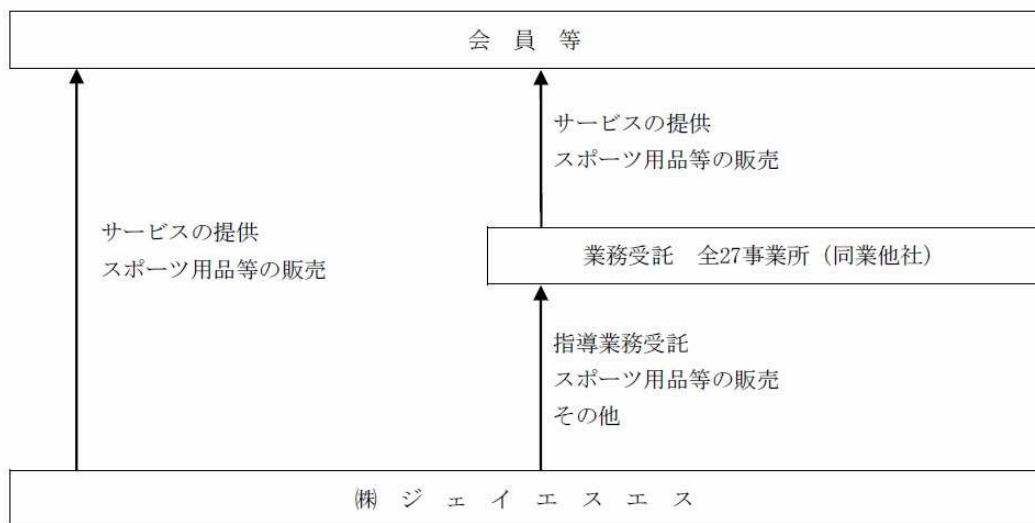 会員等
サービスの提供
スポーツ用品等の販売
サービスの提供
スポーツ用品等の販売
業務受託　全27事業所（同業他社）
指導業務受託
スポーツ用品等の販売
その他
㈱ジェイエスエス